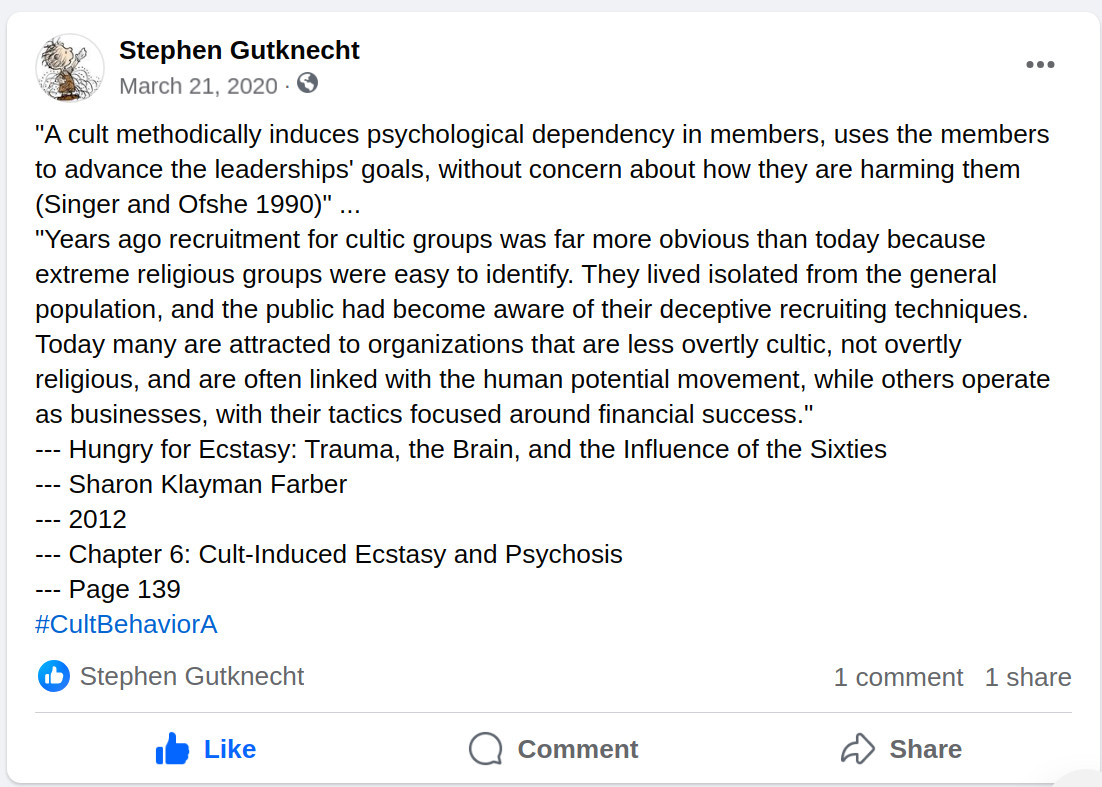 Stephen Gutknecht
March 21, 2020 ·
"A cult methodically induces psychological dependency in members, uses the members
to advance the leaderships' goals, without concern about how they are harming them
(Singer and Ofshe 1990)" ...
"Years ago recruitment for cultic groups was far more obvious than today because
extreme religious groups were easy to identify. They lived isolated from the general
population, and the public had become aware of their deceptive recruiting techniques.
Today many are attracted to organizations that are less overtly cultic, not overtly
religious, and are often linked with the human potential movement, while others operate
as businesses, with their tactics focused around financial success."
--- Hungry for Ecstasy: Trauma, the Brain, and the Influence of the Sixties
--- Sharon Klayman Farber
--- 2012
--- Chapter 6: Cult-Induced Ecstasy and Psychosis
--- Page 139
#CultBehaviorA
Stephen Gutknecht 1 comment 1 share
Like Comment Share